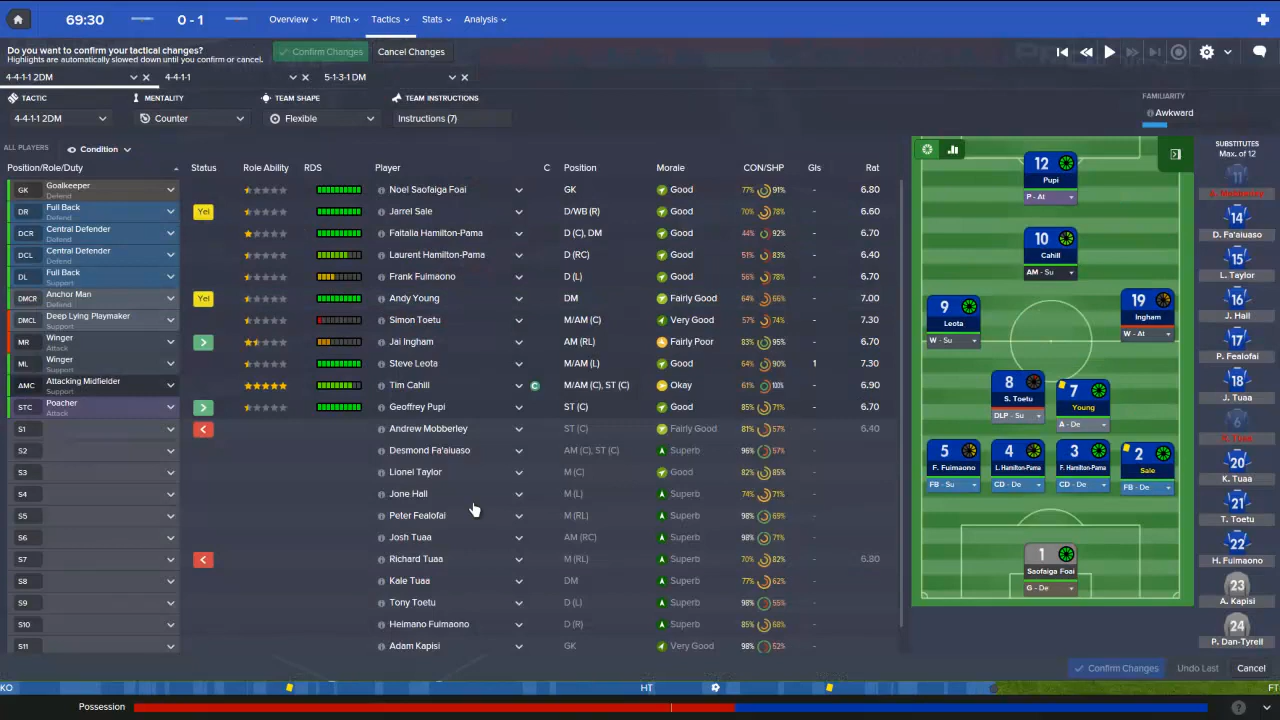 69:30
0 - 1
Overview
Pitch
Tactics
Stats
Analysis
Do you want to confirm your tactical changes?
Highlights are automatically slowed down until you confirm or cancel.
Confirm Changes
Cancel Changes
4-4-1-1 2DM
4-4-1-1
5-1-3-1 DM
TACTIC
MENTALITY
TEAM SHAPE
TEAM INSTRUCTIONS
4-4-1-1 2DM
Counter
Flexible
Instructions (7)
FAMILIARITY
Awkward
ALL PLAYERS
Condition
Position/Role/Duty Status Role Ability RDS Player C Position Morale CON/SHP Gls Rat
GK Goalkeeper Defend Noel Saofaiga Foai GK Good 77% 91% - 6.80
DR Full Back Defend Yel Jarrel Sale D/WB (R) Good 70% 78% - 6.60
DCR Central Defender Defend Faitalia Hamilton-Pama D (C), DM Good 44% 92% - 6.70
DCL Central Defender Defend Laurent Hamilton-Pama D (RC) Good 51% 83% - 6.40
DL Full Back Support Frank Fuimaono D (L) Good 56% 78% - 6.70
DMCR Anchor Man Defend Yel Andy Young DM Fairly Good 64% 66% - 7.00
DMCL Deep Lying Playmaker Support Simon Toetu M/AM (C) Very Good 57% 74% - 7.30
MR Winger Attack Jai Ingham AM (RL) Fairly Poor 83% 95% - 6.70
ML Winger Support Steve Leota M/AM (L) Good 64% 90% 1 7.30
AMC Attacking Midfielder Support Tim Cahill C M/AM (C), ST (C) Okay 61% 100% - 6.90
STC Poacher Attack Geoffrey Pupi ST (C) Good 85% 71% - 6.70
S1 Andrew Mobberley ST (C) Fairly Good 81% 57% - 6.40
S2 Desmond Fa'aiuaso AM (C), ST (C) Superb 96% 57% -
S3 Lionel Taylor M (C) Good 82% 85% -
S4 Jone Hall M (L) Superb 74% 71% -
S5 Peter Fealofai M (RL) Superb 98% 69% -
S6 Josh Tuaa AM (RC) Superb 98% 71% -
S7 Richard Tuaa M (RL) Superb 70% 82% - 6.80
S8 Kale Tuaa DM Superb 77% 62% -
S9 Tony Toetu D (L) Superb 98% 55% -
S10 Heimano Fuimaono D (R) Superb 85% 68% -
S11 Adam Kapisi GK Very Good 98% 52% -
12
Pupi
P - At
10
Cahill
AM - Su
9
Leota
W - Su
19
Ingham
W - At
8
S. Toetu
DLP - Su
7
Young
A - De
5
F. Fuimaono
FB - Su
4
L. Hamilton-Pama
CD - De
3
F. Hamilton-Pama
CD - De
2
Sale
FB - De
1
Saofaiga Foai
G - De
SUBSTITUTES
Max. of 12
11
14
D. Fa'aiuaso
15
L. Taylor
16
J. Hall
17
P. Fealofai
18
J. Tuaa
6
R. Tuaa
20
K. Tuaa
21
T. Toetu
22
H. Fuimaono
23
A. Kapisi
24
P. Dan-Tyrell
Confirm Changes
Undo Last
Cancel
KO
HT
FT
Possession